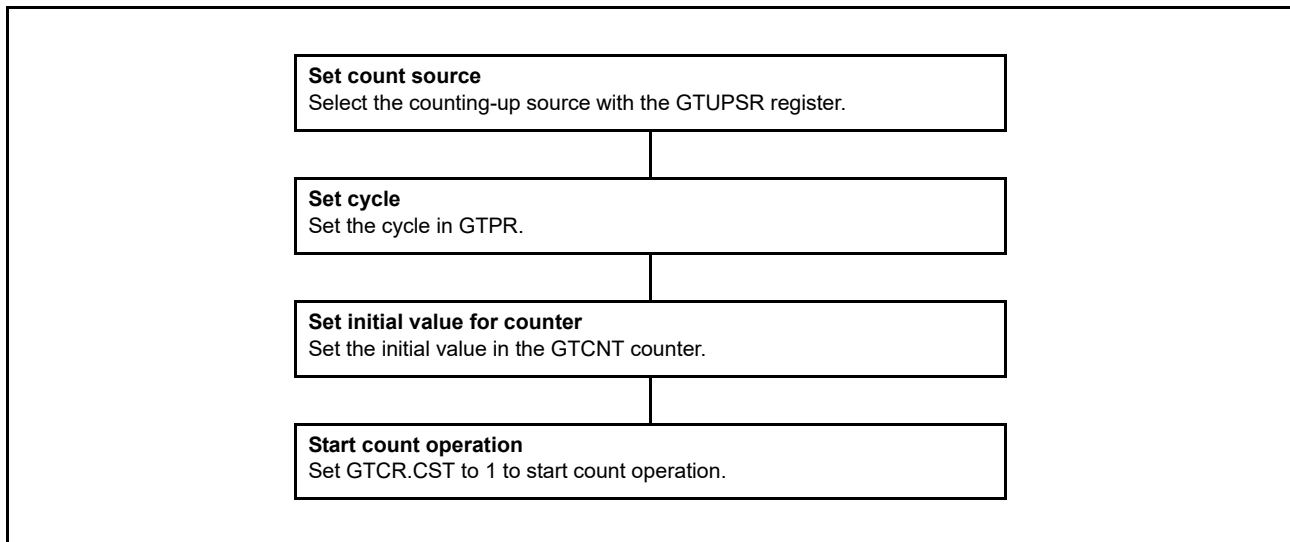 Set count source
Select the counting-up source with the GTUPSR register.
Set cycle
Set the cycle in GTPR.
Set initial value for counter
Set the initial value in the GTCNT counter.
Start count operation
Set GTCR.CST to 1 to start count operation.